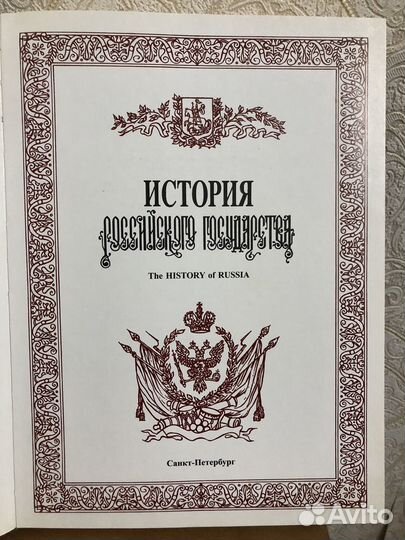 ИСТОРИЯ
РОССИЙСКОГО ГОСУДАРСТВА
The HISTORY of RUSSIA
Санкт-Петербург
Avito